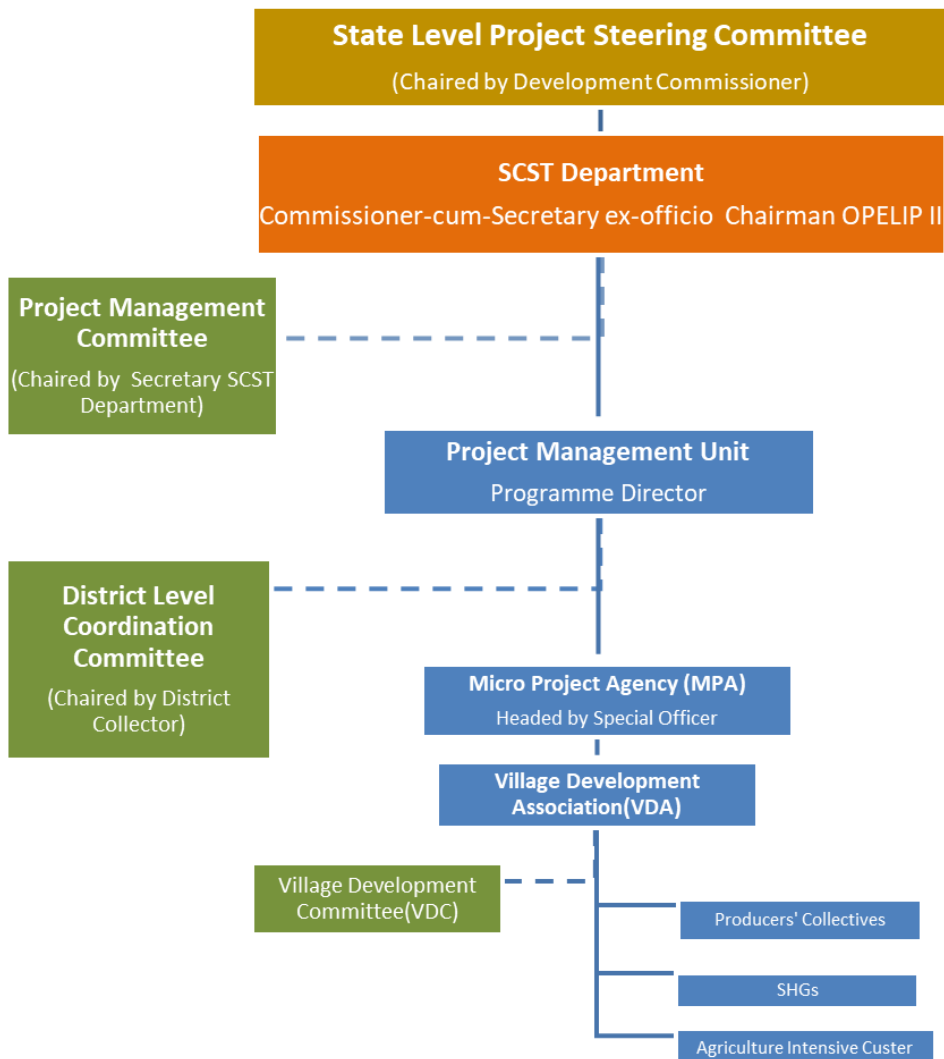 State Level Project Steering Committee
(Chaired by Development Commissioner)
SCST Department
Commissioner-cum-Secretary ex-officio Chairman OPELIP II
Project Management
Committee
(Chaired by Secretary SCST
Department)
Project Management Unit
Programme Director
District Level
Coordination
Committee
(Chaired by District
Collector)
Micro Project Agency (MPA)
Headed by Special Officer
Village Development
Association(VDA)
Village Development
Committee(VDC)
Producers' Collectives
SHGs
Agriculture Intensive Custer